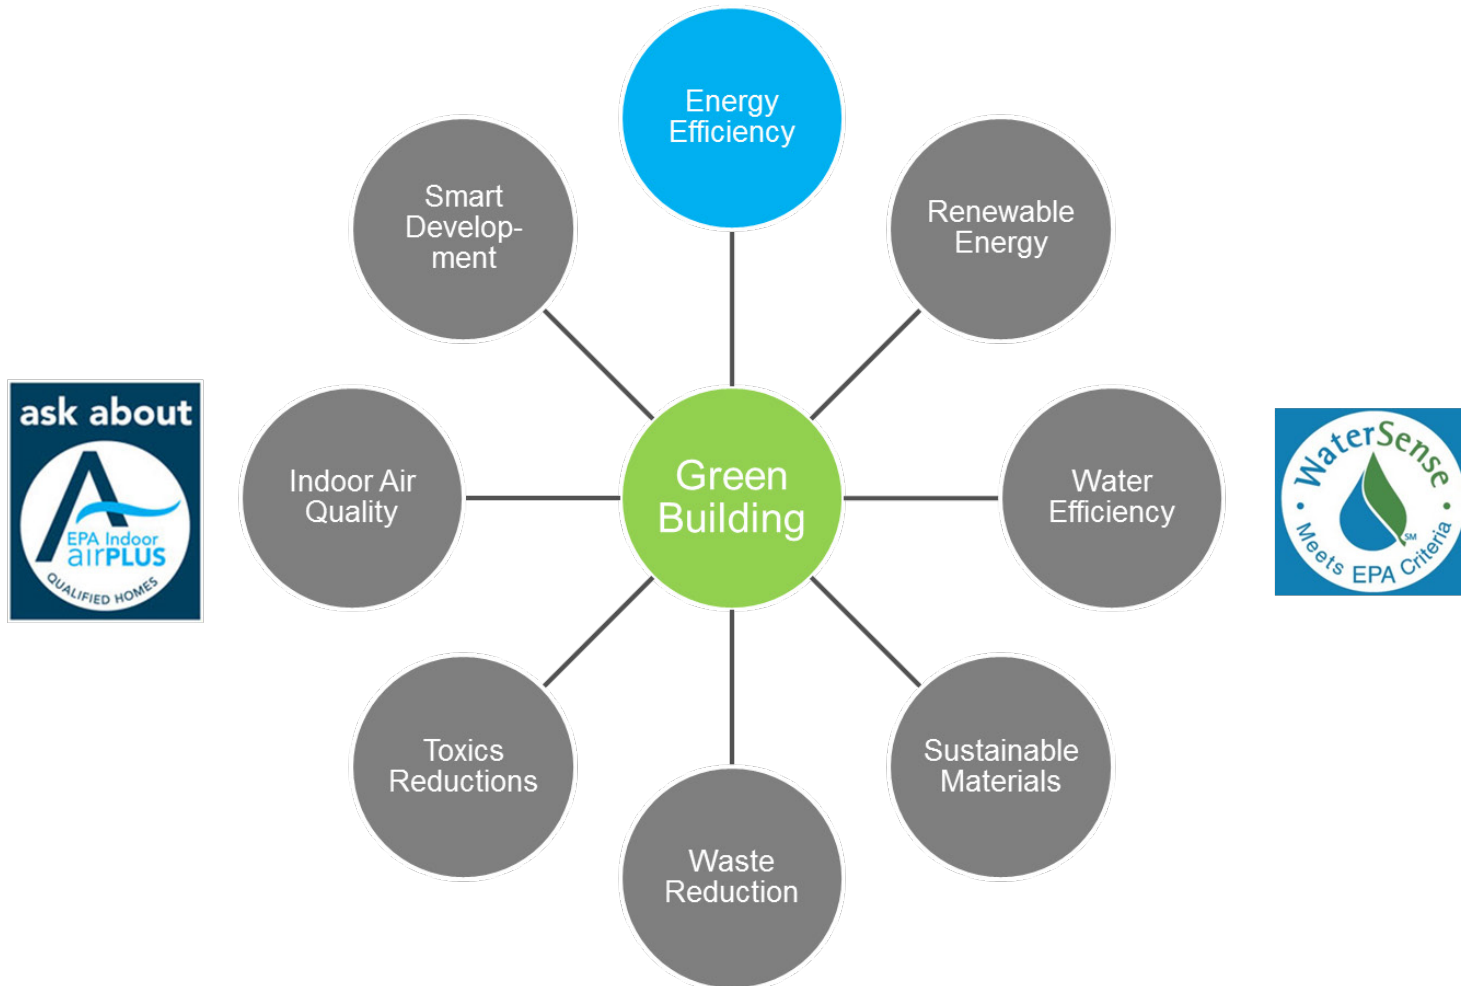 Energy
Efficiency
Smart
Develop-
ment
Renewable
Energy
ask about
EPA Indoor
airPLUS
QUALIFIED HOMES
Indoor Air
Quality
Green
Building
Water
Efficiency
WaterSense
SM
Meets EPA Criteria
Toxics
Reductions
Sustainable
Materials
Waste
Reduction